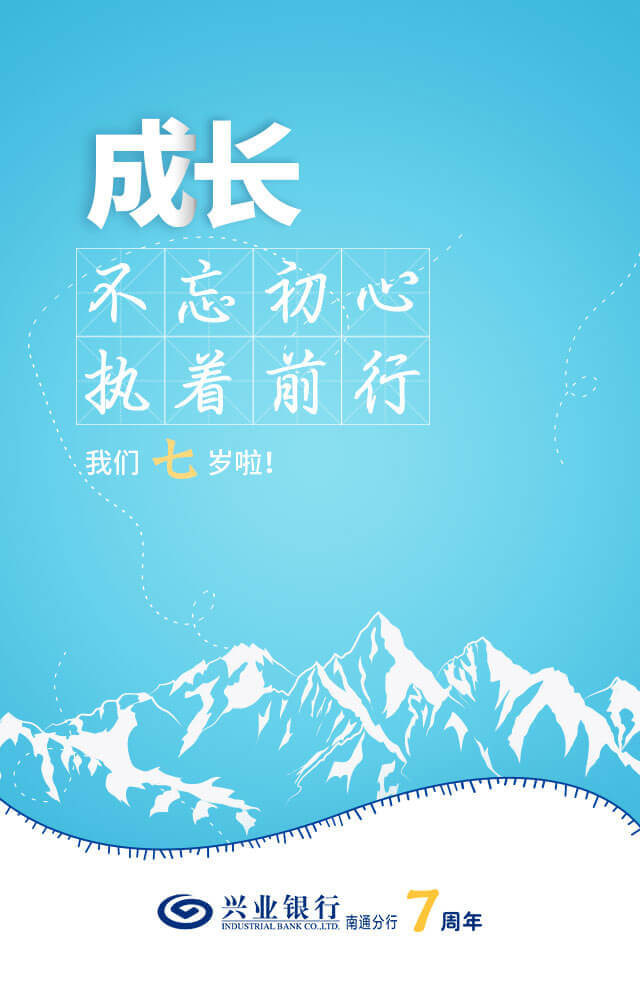 成长
不忘初心
执着前行
我们 七 岁啦!
兴业银行 南通分行 7周年
INDUSTRIAL BANK CO.,LTD.